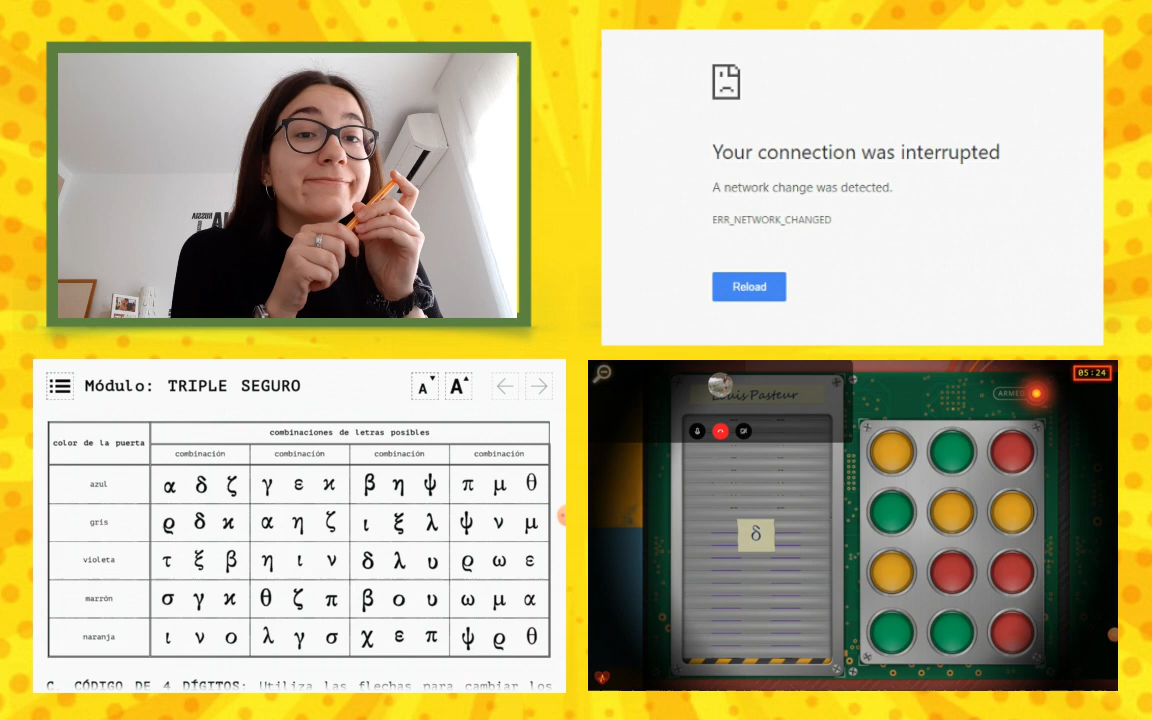 Your connection was interrupted
A network change was detected.
ERR_NETWORK_CHANGED
Reload
Módulo: TRIPLE SEGURO
A A
color de la puerta
combinaciones de letras posibles
combinación combinación combinación combinación
azul α δ ζ γ ε ϰ β η ψ π μ θ
gris ϱ δ ϰ α η ζ ι ξ λ ψ ν μ
violeta τ ξ β η ι ν δ λ υ ϱ ω ε
marrón σ γ ϰ θ ζ π β ο υ ω μ α
naranja ι ν ο λ γ σ χ ε π ψ ϱ θ
C. CÓDIGO DE 4 DÍGITOS: Utiliza las flechas para cambiar los
Louis Pasteur
δ
ARMED
05:24